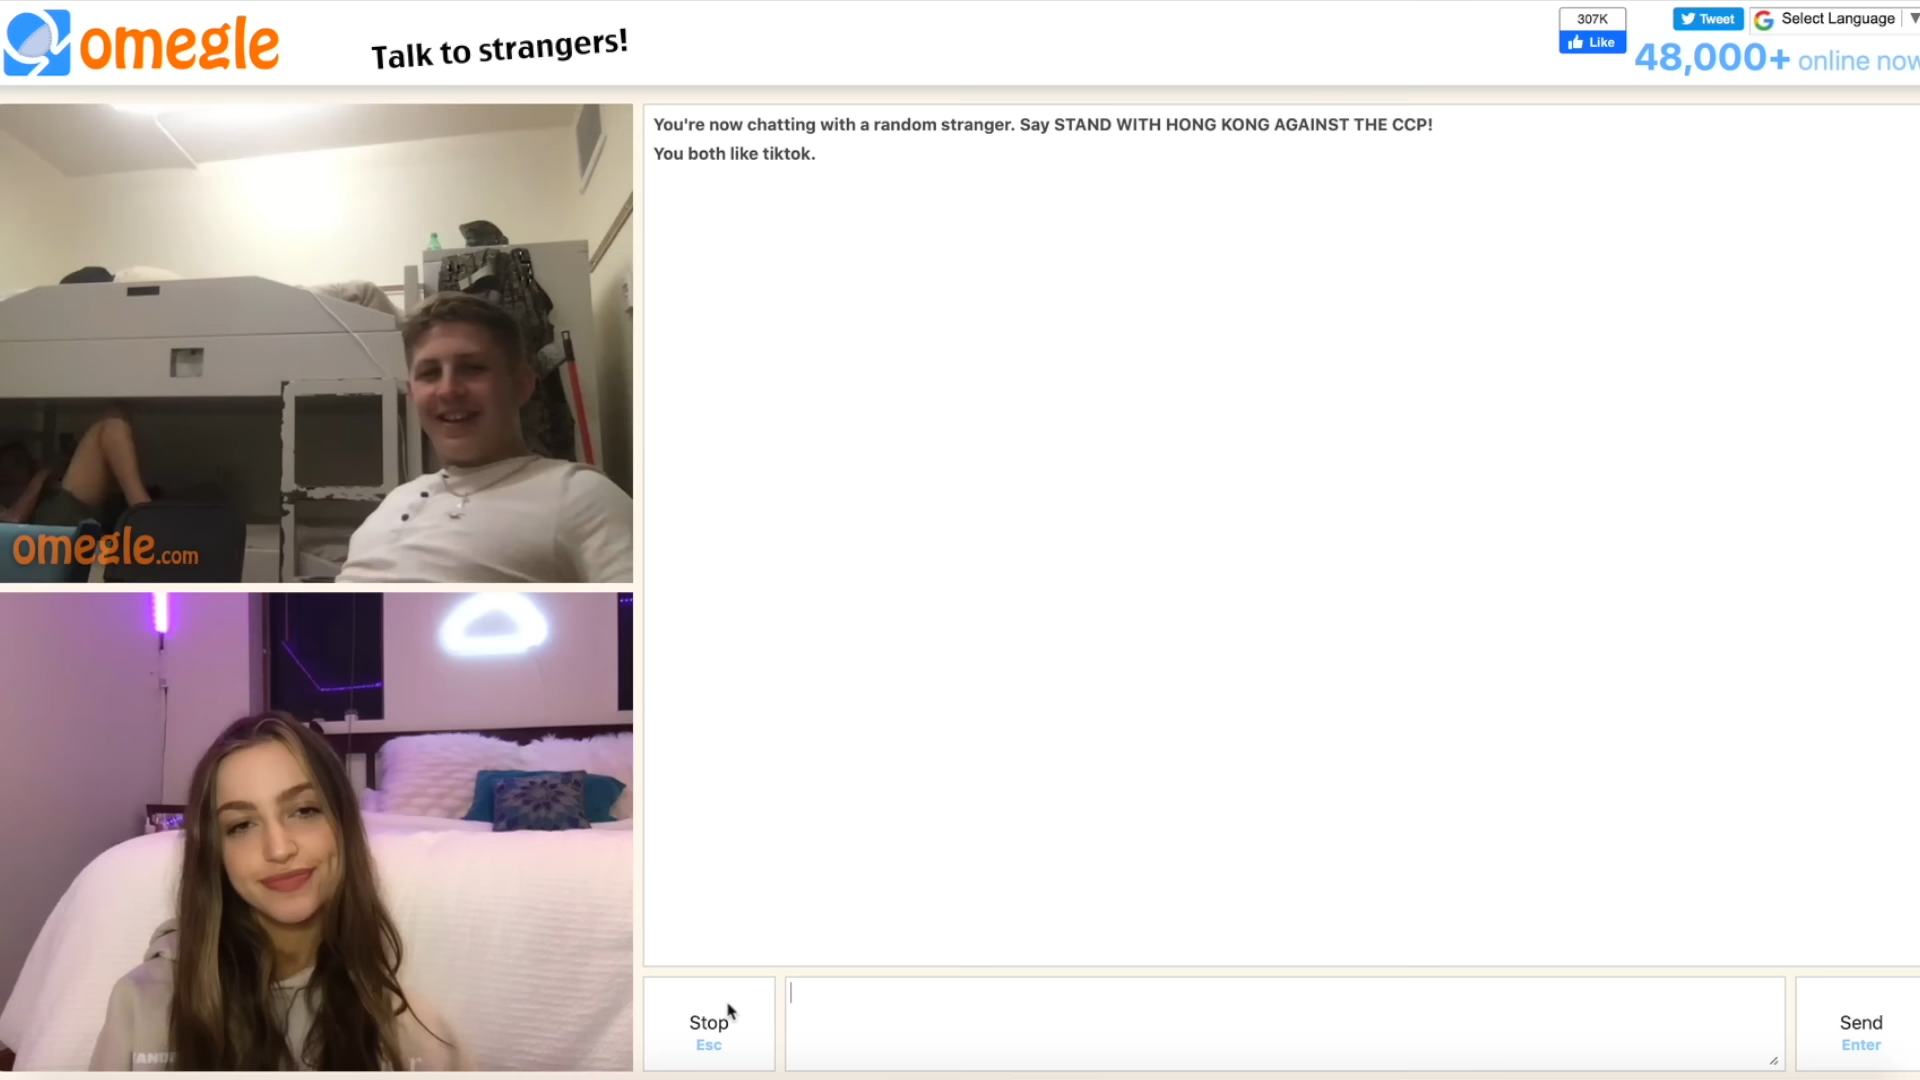 omegle
Talk to strangers!
307K
Like
Tweet
Select Language
48,000+ online now
You're now chatting with a random stranger. Say STAND WITH HONG KONG AGAINST THE CCP!
You both like tiktok.
omegle.com
Stop
Esc
Send
Enter